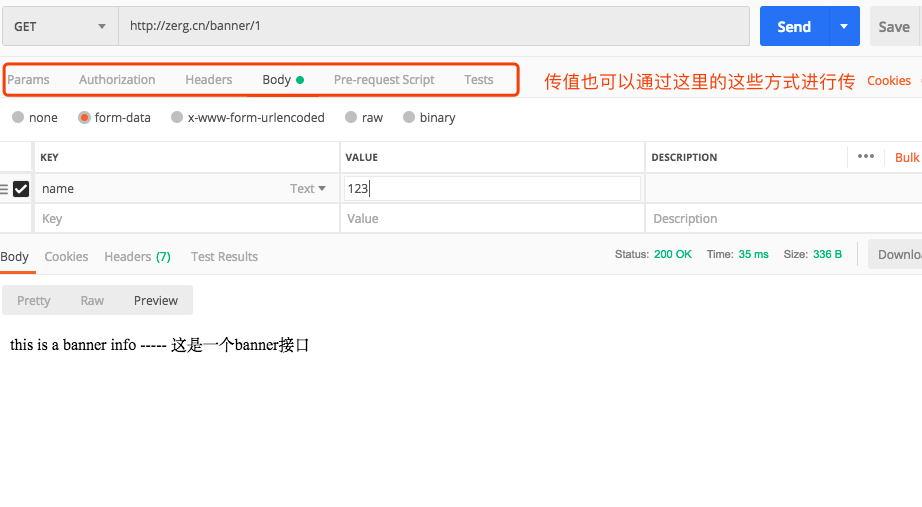 GET http://zerg.cn/banner/1 Send Save
Params Authorization Headers Body Pre-request Script Tests 传值也可以通过这里的这些方式进行传 Cookies
none form-data x-www-form-urlencoded raw binary
KEY VALUE DESCRIPTION ••• Bulk
name Text 123
Key Value Description
Body Cookies Headers (7) Test Results Status: 200 OK Time: 35 ms Size: 336 B Downlo
Pretty Raw Preview
this is a banner info ----- 这是一个banner接口